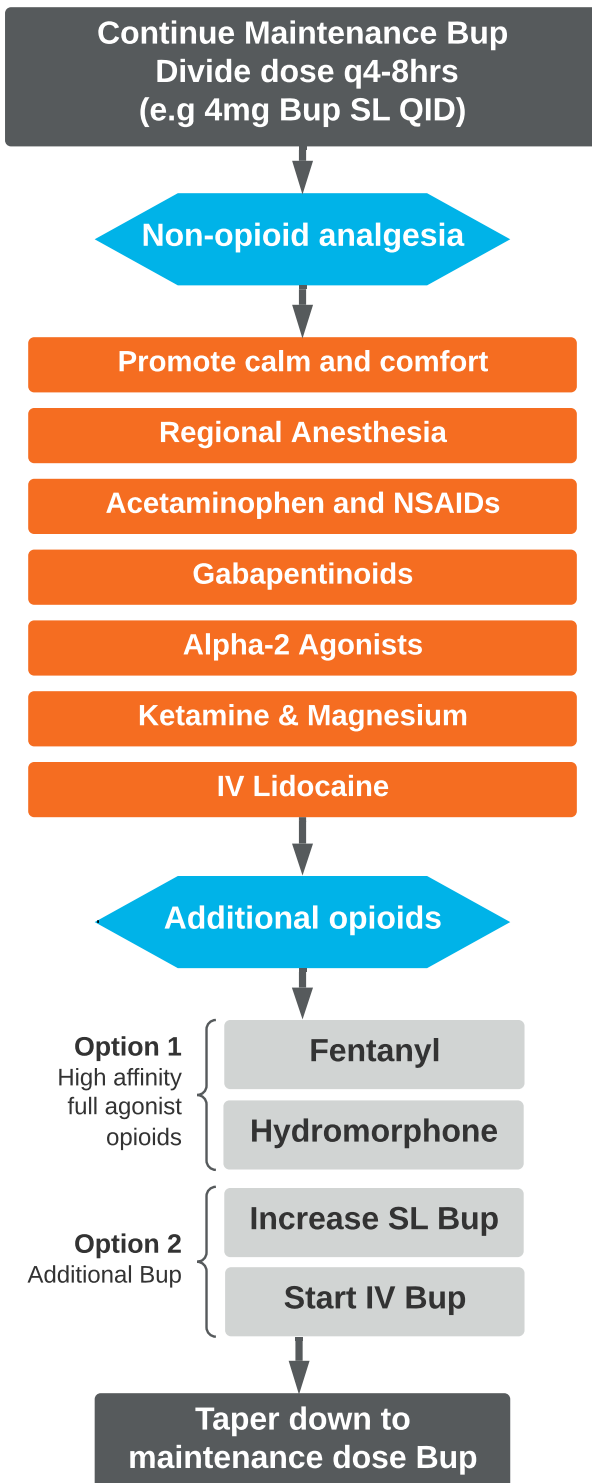 Continue Maintenance Bup
Divide dose q4-8hrs
(e.g 4mg Bup SL QID)
Non-opioid analgesia
Promote calm and comfort
Regional Anesthesia
Acetaminophen and NSAIDs
Gabapentinoids
Alpha-2 Agonists
Ketamine & Magnesium
IV Lidocaine
Additional opioids
Option 1
High affinity
full agonist
opioids
Fentanyl
Hydromorphone
Option 2
Additional Bup
Increase SL Bup
Start IV Bup
Taper down to
maintenance dose Bup